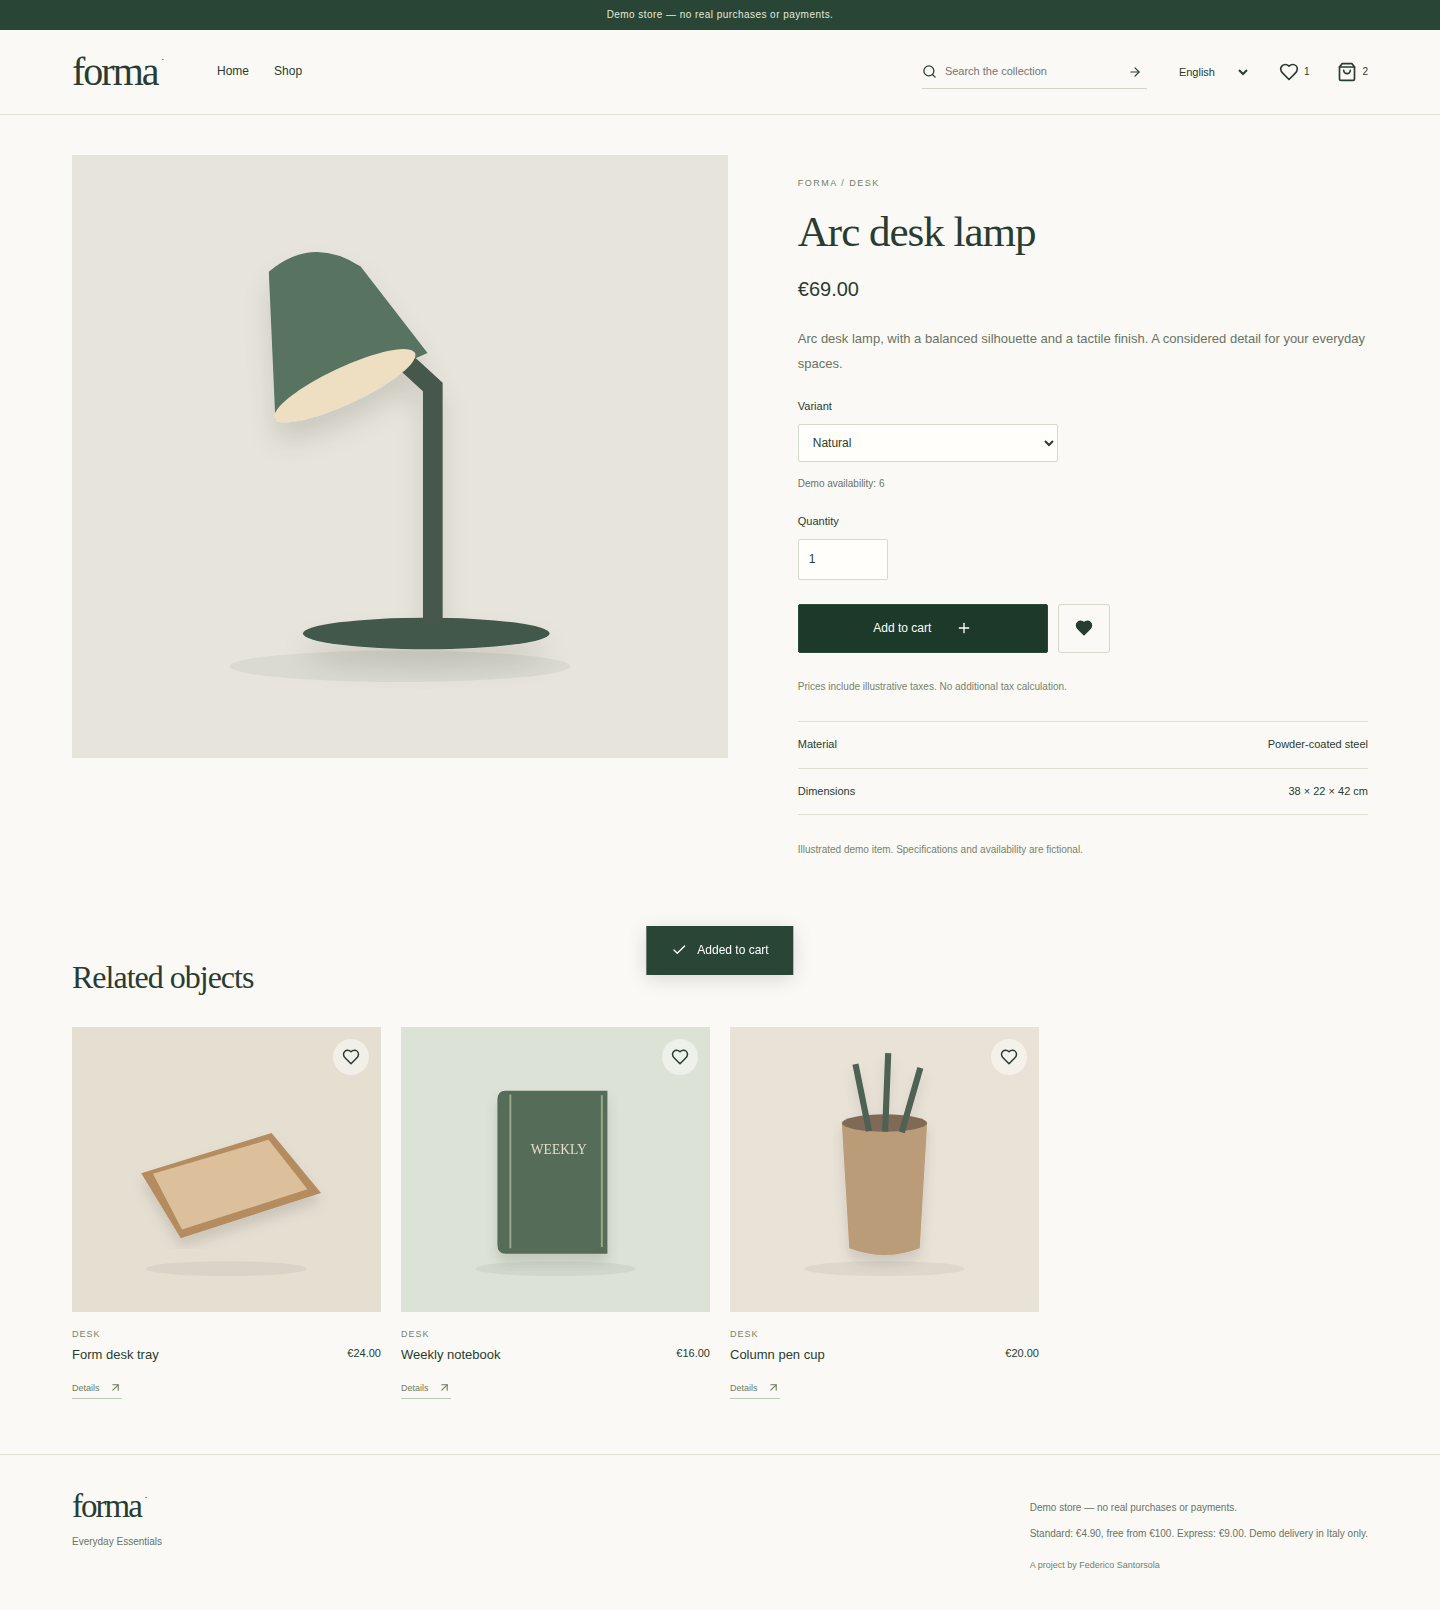 Demo store — no real purchases or payments.
forma
Home
Shop
Search the collection
English
1
2
FORMA / DESK
Arc desk lamp
€69.00
Arc desk lamp, with a balanced silhouette and a tactile finish. A considered detail for your everyday
spaces.
Variant
Natural
Demo availability: 6
Quantity
1
Add to cart
Prices include illustrative taxes. No additional tax calculation.
Material
Powder-coated steel
Dimensions
38 × 22 × 42 cm
Illustrated demo item. Specifications and availability are fictional.
Added to cart
Related objects
WEEKLY
DESK
Form desk tray
€24.00
Details
DESK
Weekly notebook
€16.00
Details
DESK
Column pen cup
€20.00
Details
forma
Everyday Essentials
Demo store — no real purchases or payments.
Standard: €4.90, free from €100. Express: €9.00. Demo delivery in Italy only.
A project by Federico Santorsola